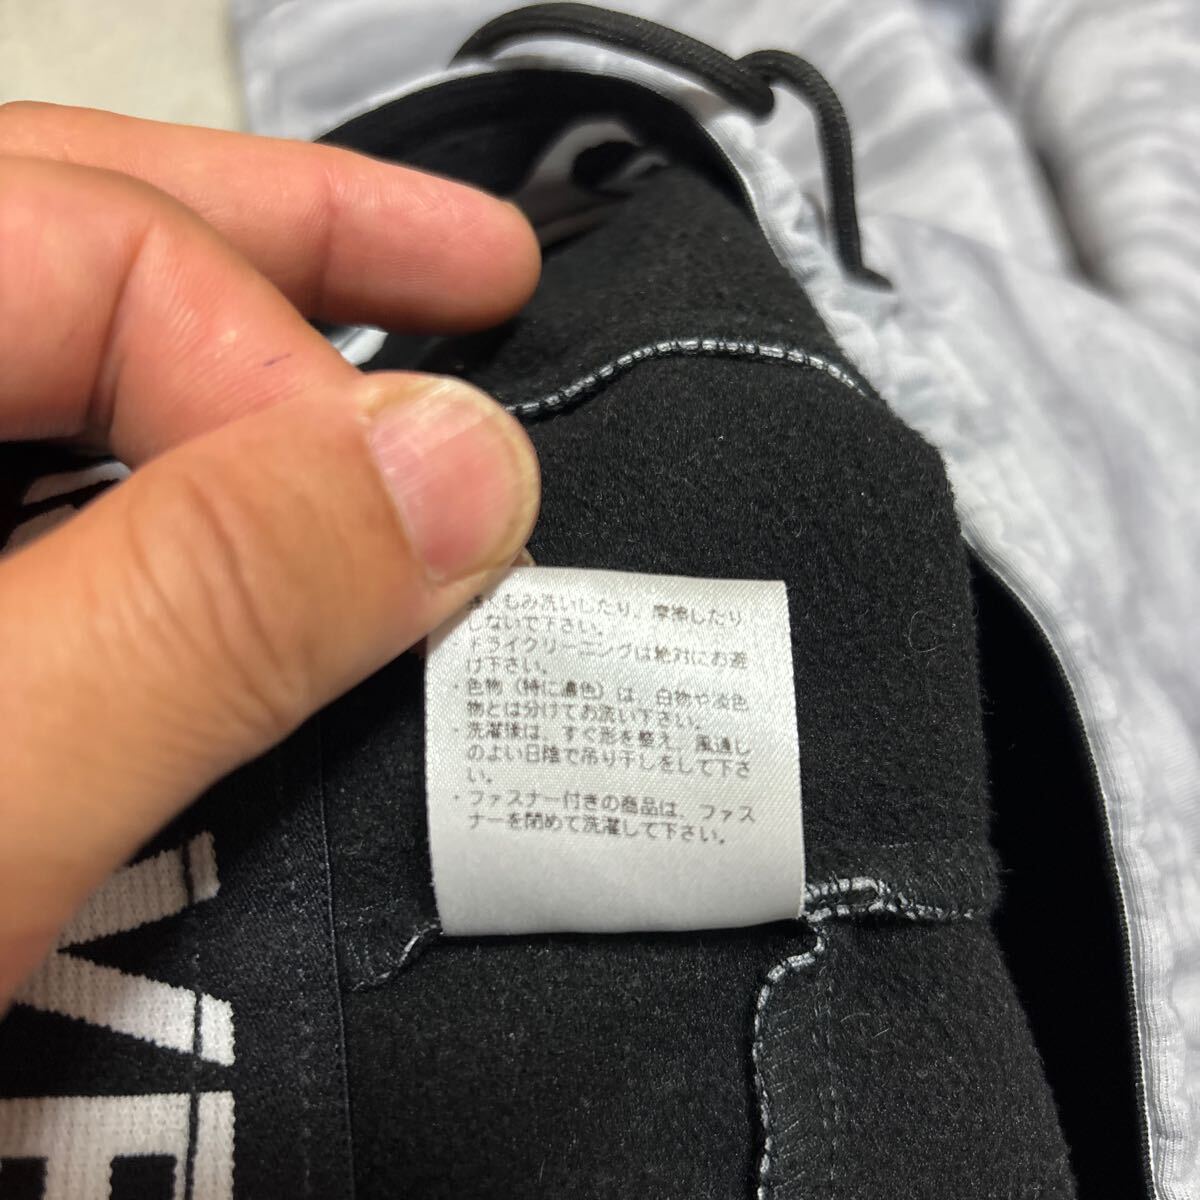 もみ洗いしたり、摩擦したり
しないで下さい。
・ドライクリーニングは絶対にお避
け下さい。
・色物（特に濃色）は、白物や淡色
物とは分けてお洗い下さい。
・洗濯後は、すぐ形を整え、風通し
のよい日陰で吊り干しをして下さ
い。
・ファスナー付きの商品は、ファス
ナーを閉めて洗濯して下さい。